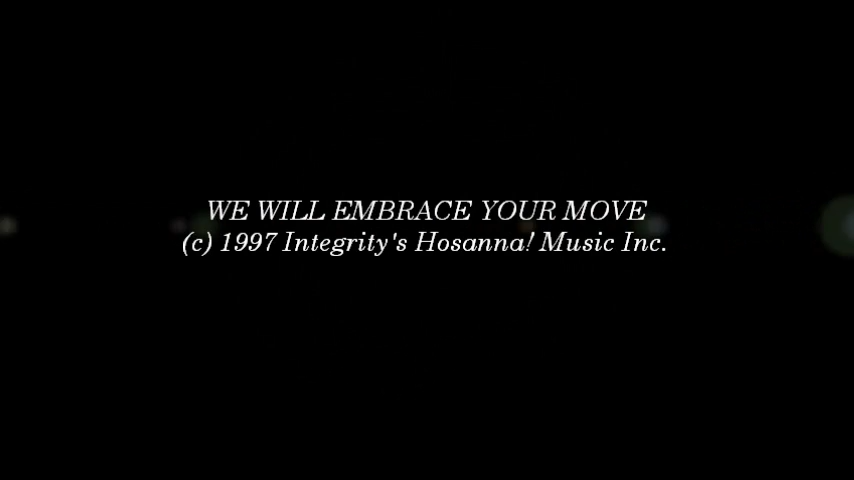 WE WILL EMBRACE YOUR MOVE
(c) 1997 Integrity's Hosanna! Music Inc.